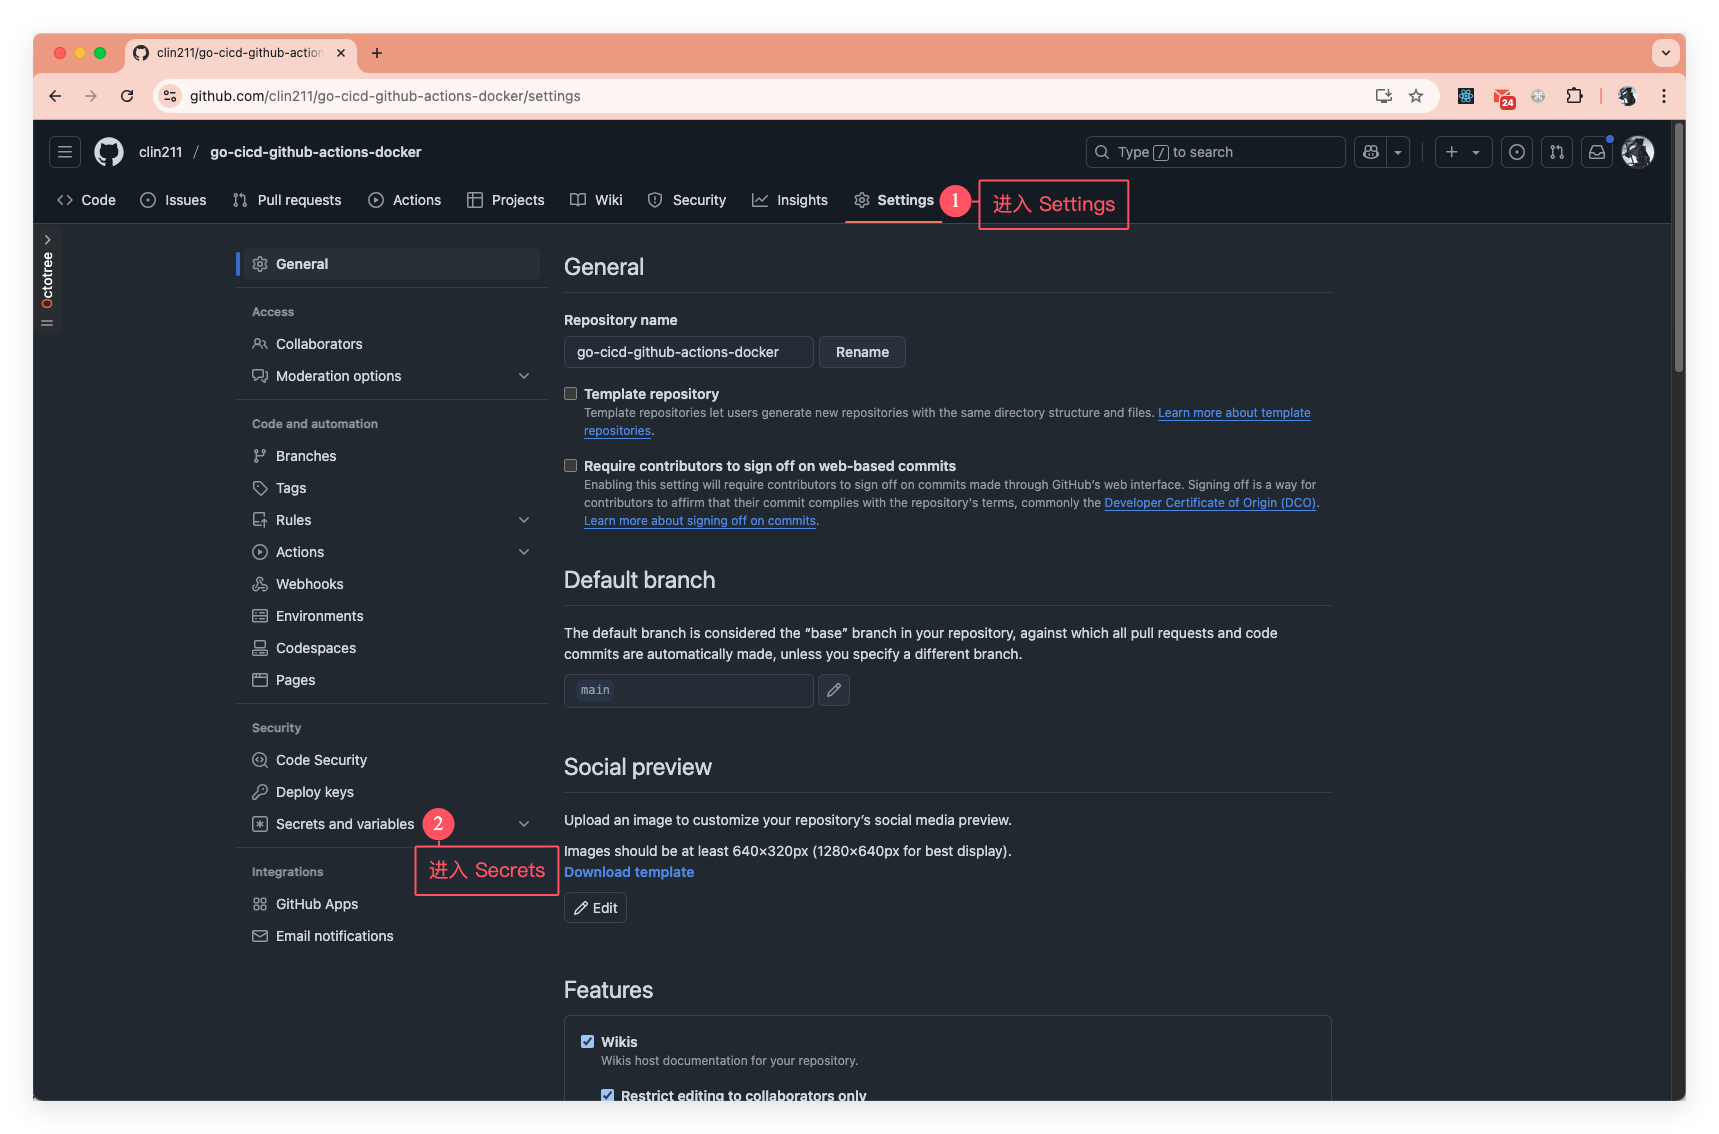 clin211/go-cicd-github-action
github.com/clin211/go-cicd-github-actions-docker/settings
24
clin211 / go-cicd-github-actions-docker
Type / to search
Code
Issues
Pull requests
Actions
Projects
Wiki
Security
Insights
Settings
1
进入 Settings
Octotree
General
Access
Collaborators
Moderation options
Code and automation
Branches
Tags
Rules
Actions
Webhooks
Environments
Codespaces
Pages
Security
Code Security
Deploy keys
Secrets and variables
2
进入 Secrets
Integrations
GitHub Apps
Email notifications
General
Repository name
go-cicd-github-actions-docker
Rename
Template repository
Template repositories let users generate new repositories with the same directory structure and files. Learn more about template
repositories.
Require contributors to sign off on web-based commits
Enabling this setting will require contributors to sign off on commits made through GitHub's web interface. Signing off is a way for
contributors to affirm that their commit complies with the repository's terms, commonly the Developer Certificate of Origin (DCO).
Learn more about signing off on commits.
Default branch
The default branch is considered the “base” branch in your repository, against which all pull requests and code
commits are automatically made, unless you specify a different branch.
main
Social preview
Upload an image to customize your repository’s social media preview.
Images should be at least 640×320px (1280×640px for best display).
Download template
Edit
Features
Wikis
Wikis host documentation for your repository.
Restrict editing to collaborators only